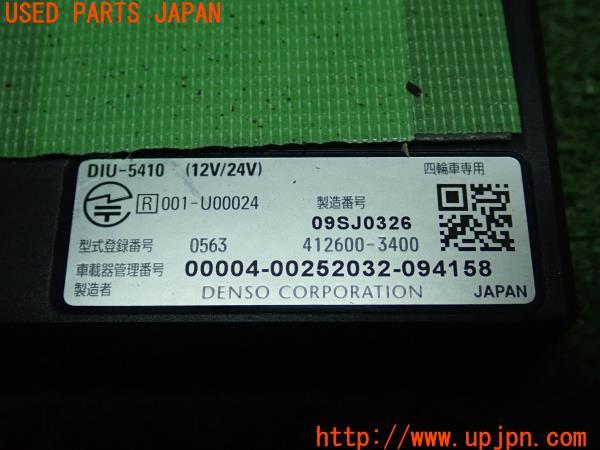 USED PARTS JAPAN
DIU-5410 (12V/24V) 四輪車専用
R 001-U00024 製造番号
09SJ0326
型式登録番号 0563 412600-3400
車載器管理番号 00004-00252032-094158
製造者 DENSO CORPORATION JAPAN
http://www.upjpn.com